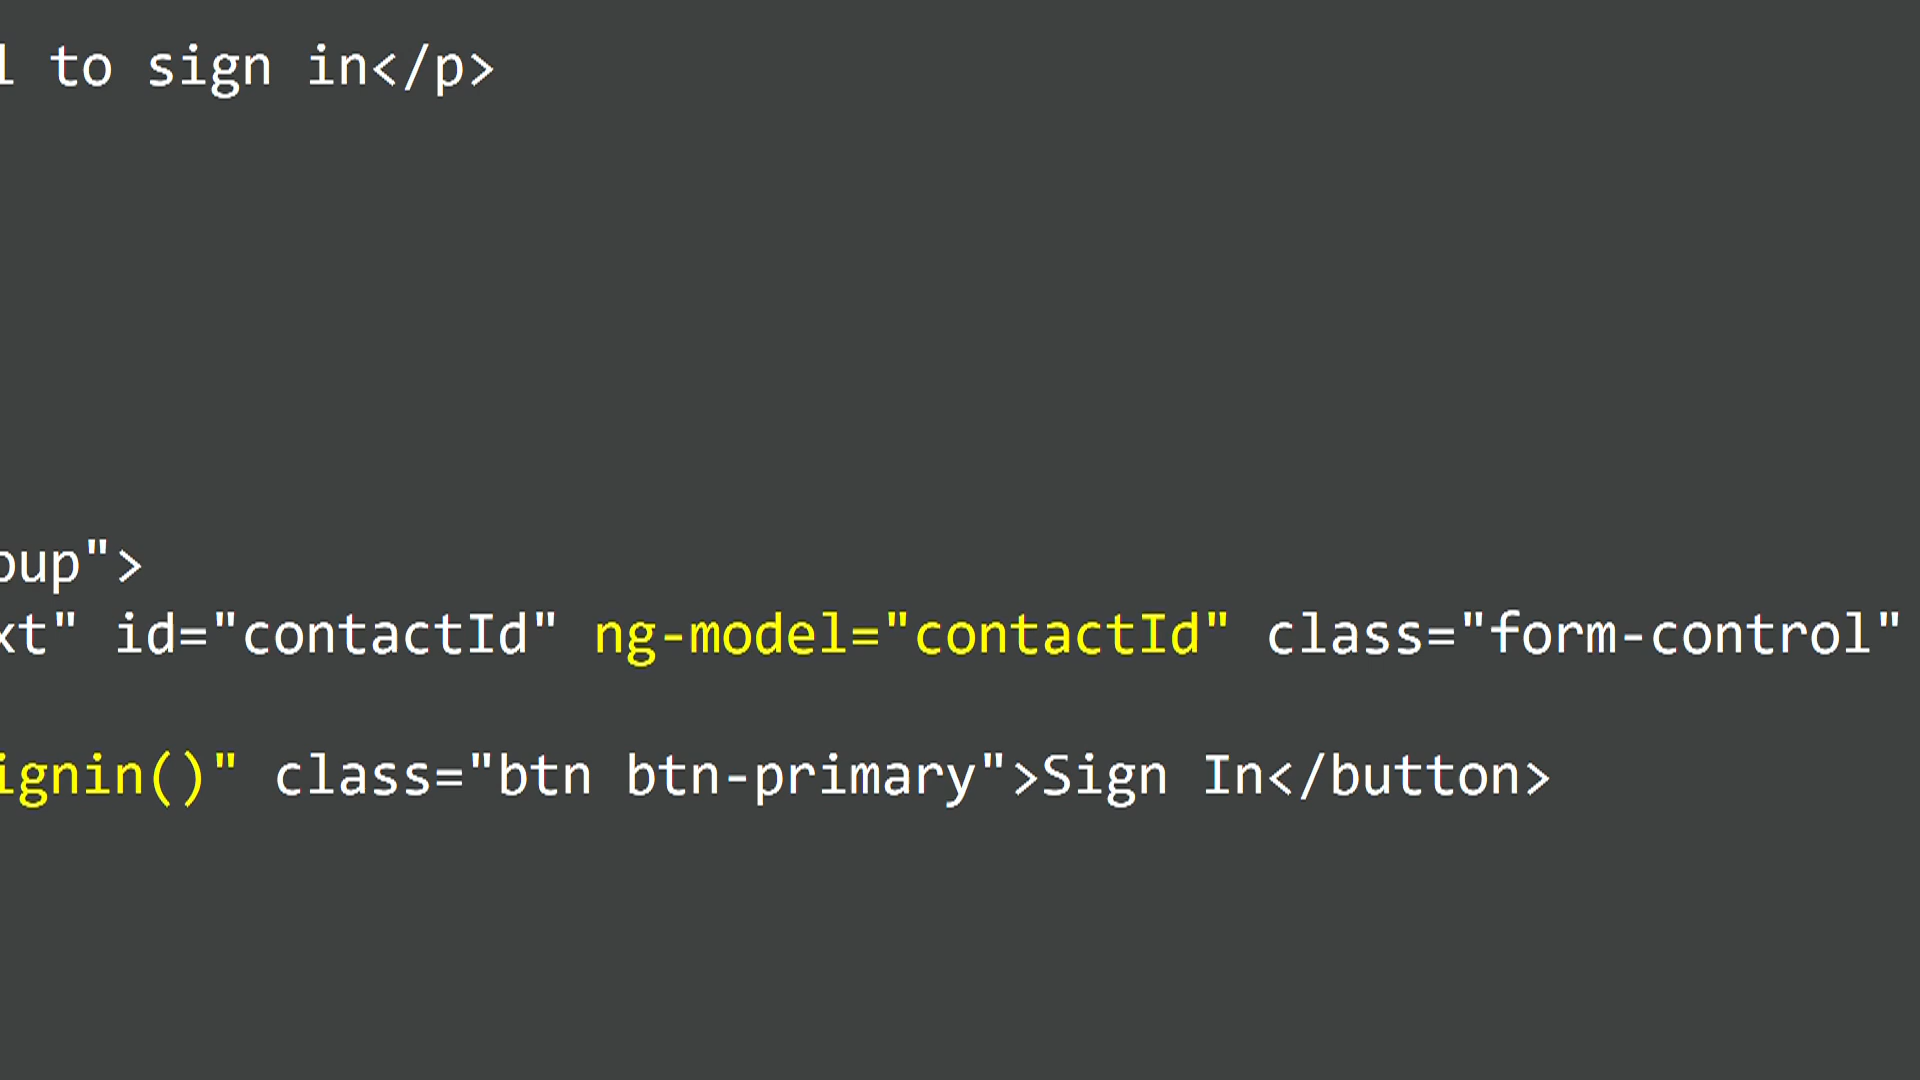 to sign in</p>
oup">
xt" id="contactId" ng-model="contactId" class="form-control"
ignin()" class="btn btn-primary">Sign In</button>